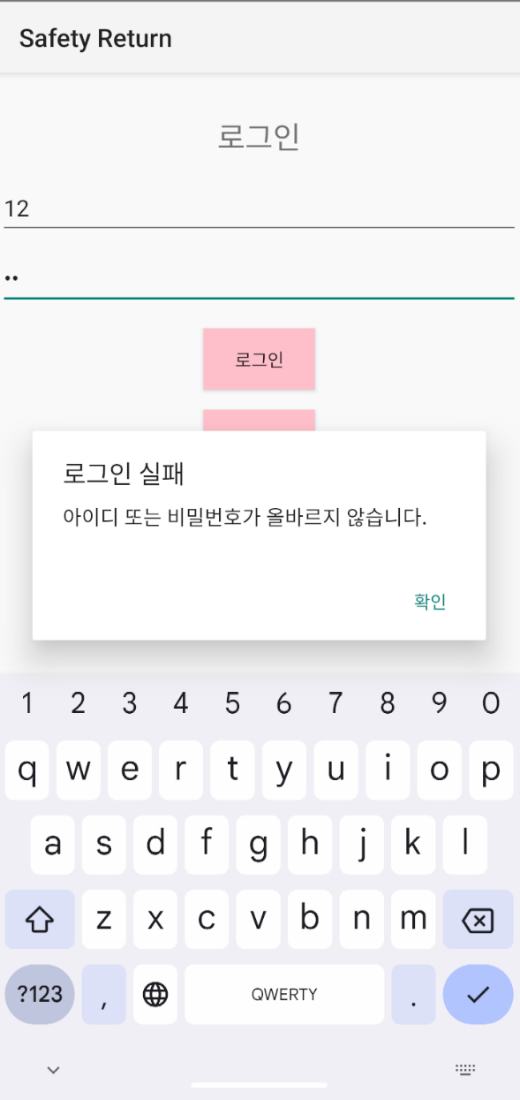 Safety Return
로그인
12
••
로그인
로그인 실패
아이디 또는 비밀번호가 올바르지 않습니다.
확인
1 2 3 4 5 6 7 8 9 0
q w e r t y u i o p
a s d f g h j k l
z x c v b n m
?123 , QWERTY .